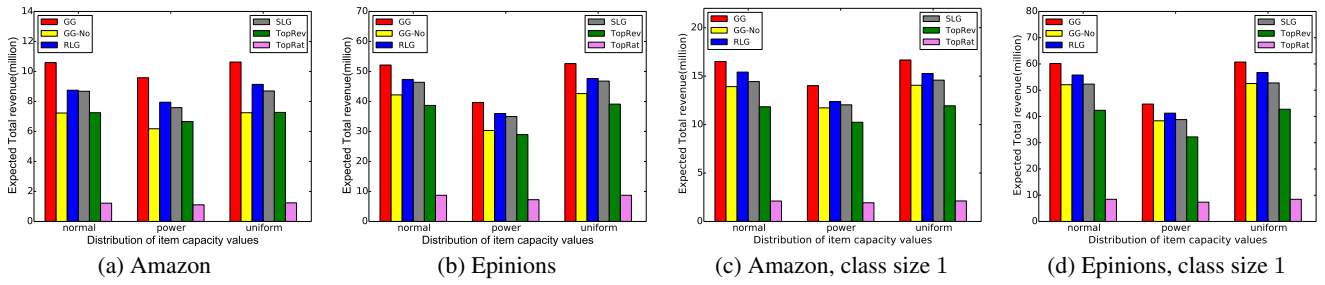 14
12
10
8
6
4
2
0
Expected Total revenue(million)
GG
GG-No
RLG
SLG
TopRev
TopRat
normal power uniform
Distribution of item capacity values
(a) Amazon
70
60
50
40
30
20
10
0
Expected Total revenue(million)
GG
GG-No
RLG
SLG
TopRev
TopRat
normal power uniform
Distribution of item capacity values
(b) Epinions
20
15
10
5
0
Expected Total revenue(million)
GG
GG-No
RLG
SLG
TopRev
TopRat
normal power uniform
Distribution of item capacity values
(c) Amazon, class size 1
80
70
60
50
40
30
20
10
0
Expected Total revenue(million)
GG
GG-No
RLG
SLG
TopRev
TopRat
normal power uniform
Distribution of item capacity values
(d) Epinions, class size 1